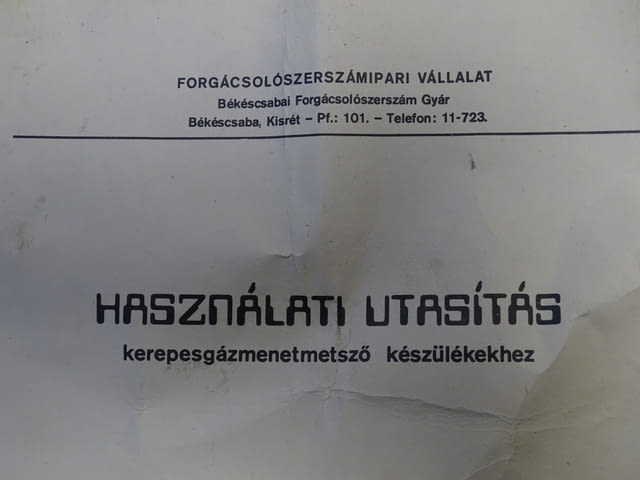 FORGÁCSOLÓSZERSZÁMIPARI VÁLLALAT
Békéscsabai Forgácsolószerszám Gyár
Békéscsaba, Kisrét – Pf.: 101. – Telefon: 11-723.
HASZNÁLATI UTASÍTÁS
kerepesgázmenetmetsző készülékekhez